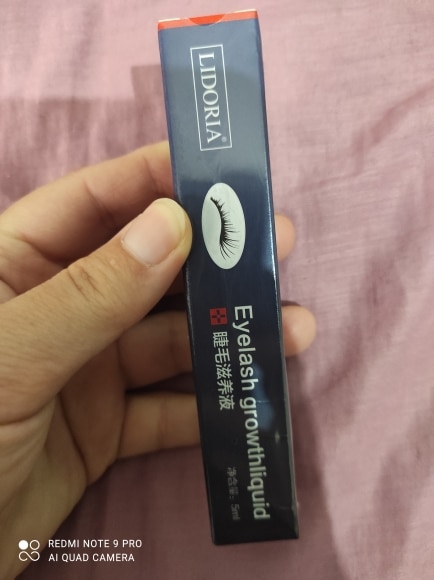 LIDORIA®
Eyelash growthliquid
睫毛滋养液
净含量: 5ml
REDMI NOTE 9 PRO
AI QUAD CAMERA